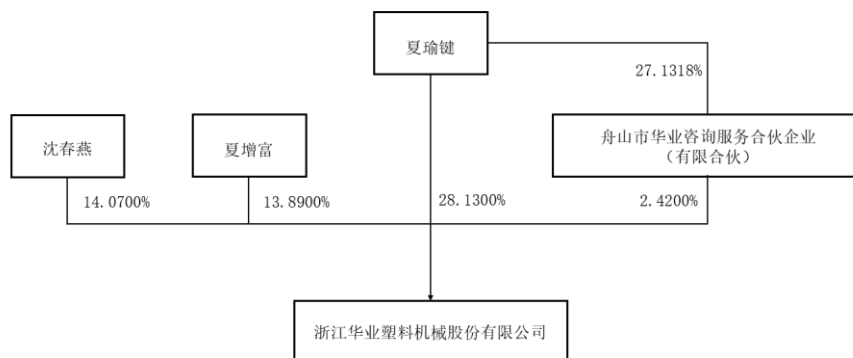 夏瑜键
27.1318%
沈春燕
夏增富
舟山市华业咨询服务合伙企业
（有限合伙）
14.0700%
13.8900%
28.1300%
2.4200%
浙江华业塑料机械股份有限公司